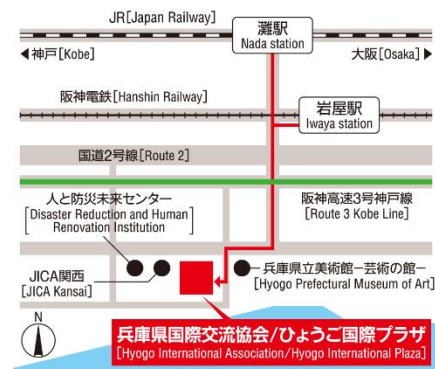 JR[Japan Railway]
灘駅
Nada station
神戸[Kobe]
大阪[Osaka]
阪神電鉄[Hanshin Railway]
岩屋駅
Iwaya station
国道2号線[Route 2]
人と防災未来センター
[Disaster Reduction and Human
Renovation Institution]
阪神高速3号神戸線
[Route 3 Kobe Line]
JICA関西
[JICA Kansai]
兵庫県立美術館ー芸術の館ー
[Hyogo Prefectural Museum of Art]
N
兵庫県国際交流協会/ひょうご国際プラザ
[Hyogo International Association/Hyogo International Plaza]